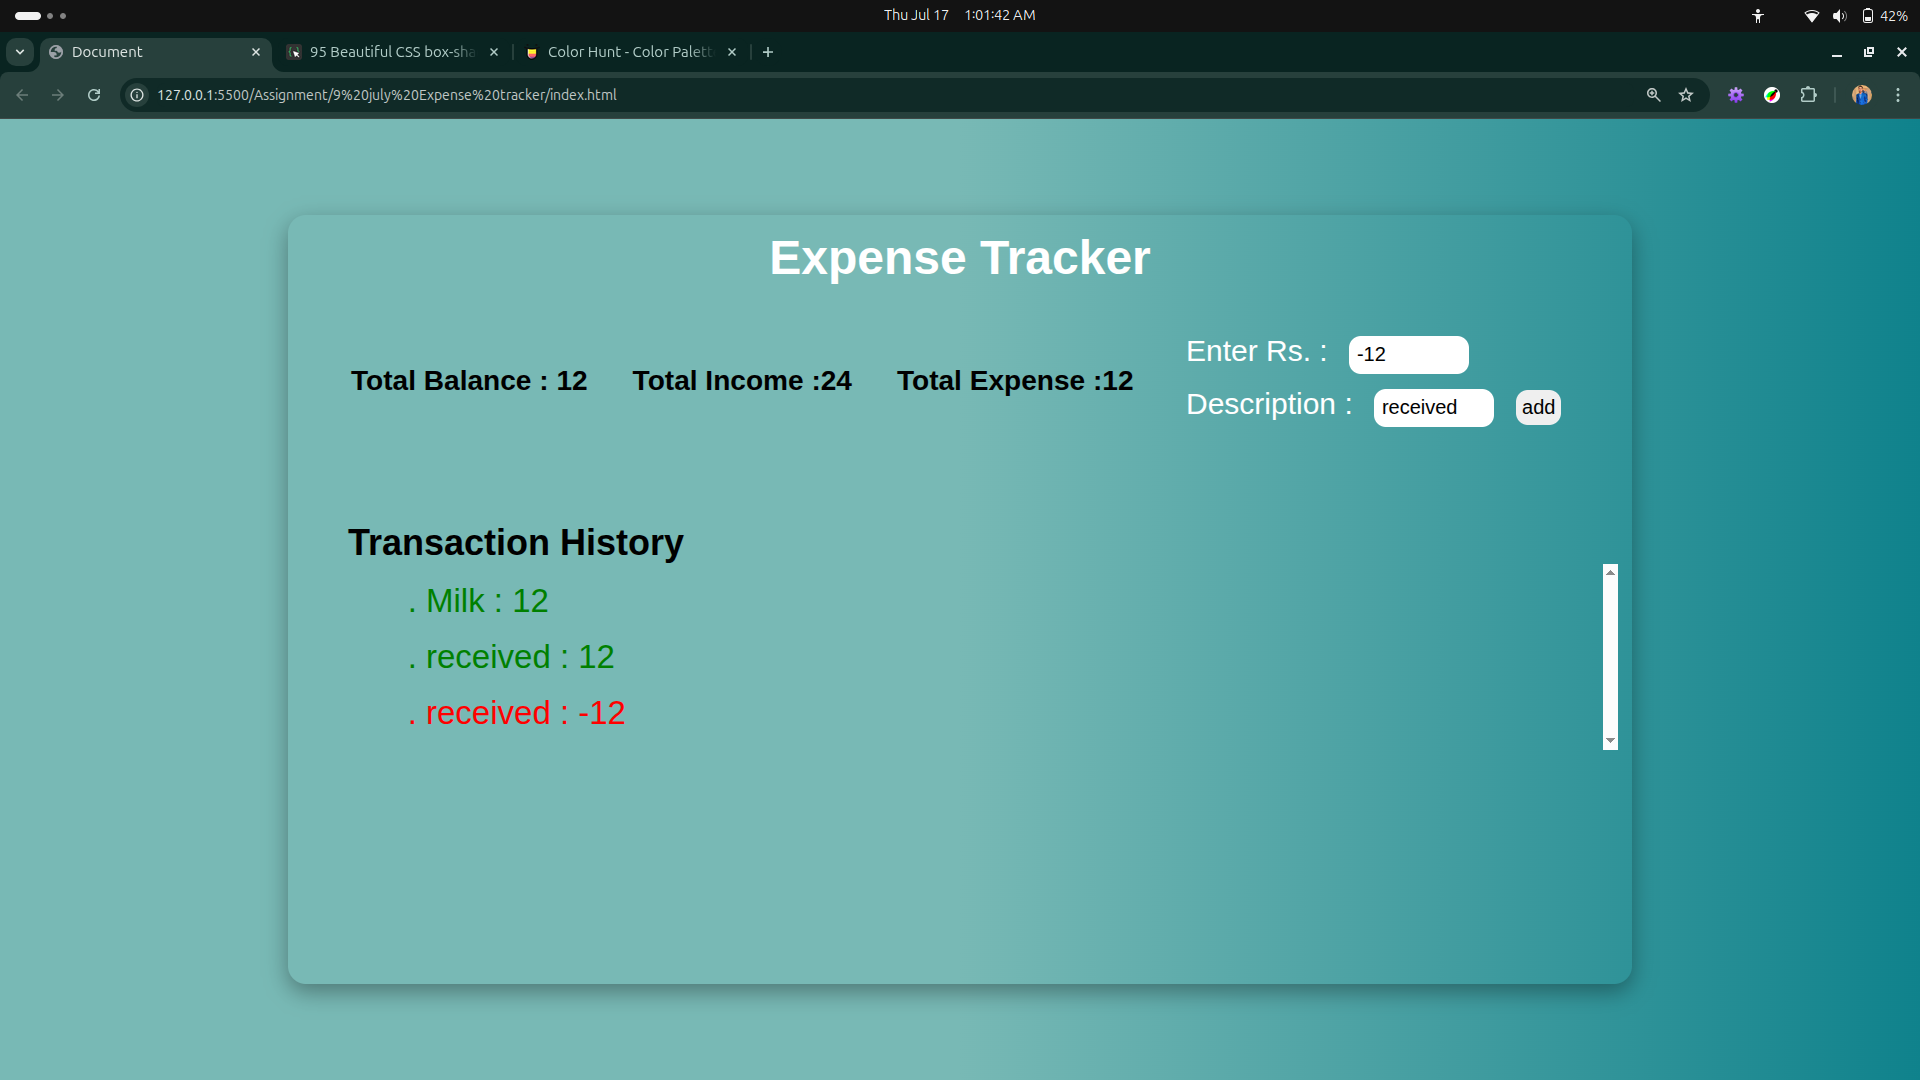 Thu Jul 17 1:01:42 AM
42%
Document
95 Beautiful CSS box-sha
Color Hunt - Color Palett
127.0.0.1:5500/Assignment/9%20july%20Expense%20tracker/index.html
Expense Tracker
Total Balance : 12
Total Income :24
Total Expense :12
Enter Rs. : -12
Description : received add
Transaction History
. Milk : 12
. received : 12
. received : -12